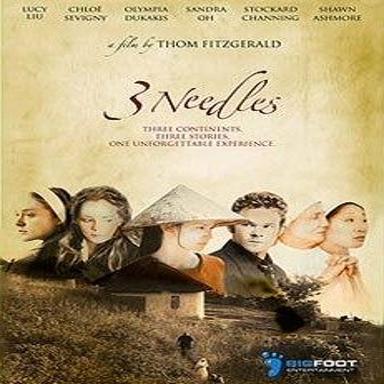 LUCY CHLOË OLYMPIA SANDRA STOCKARD SHAWN
LIU SEVIGNY DUKAKIS OH CHANNING ASHMORE
a film by THOM FITZGERALD
3 Needles
THREE CONTINENTS.
THREE STORIES.
ONE UNFORGETTABLE EXPERIENCE.
BIGFOOT
ENTERTAINMENT